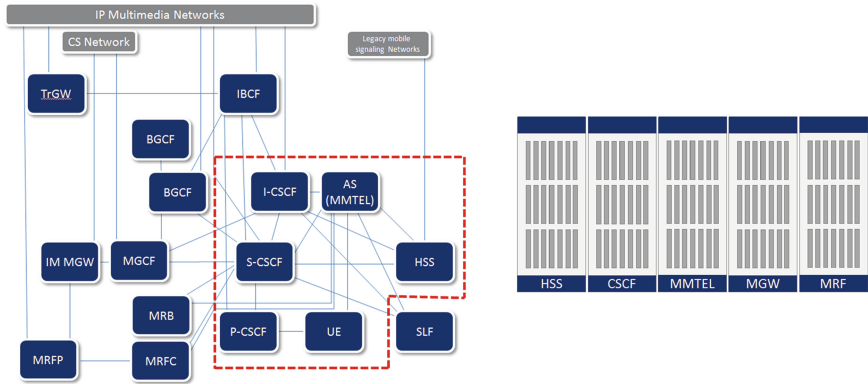 IP Multimedia Networks
CS Network
Legacy mobile
signaling Networks
TrGW
IBCF
BGCF
BGCF
I-CSCF
AS
(MMTEL)
IM MGW
MGCF
S-CSCF
HSS
MRB
P-CSCF
UE
SLF
MRFP
MRFC
HSS
CSCF
MMTEL
MGW
MRF